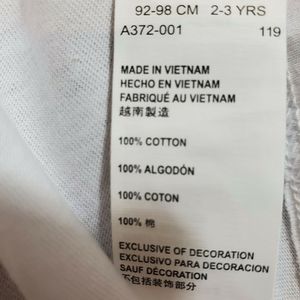 92-98 CM 2-3 YRS
A372-001 119
MADE IN VIETNAM
HECHO EN VIETNAM
FABRIQUÉ AU VIETNAM
越南製造
100% COTTON
100% ALGODÓN
100% COTON
100% 棉
EXCLUSIVE OF DECORATION
EXCLUSIVO PARA DECORACION
SAUF DÉCORATION
不包括装饰部份